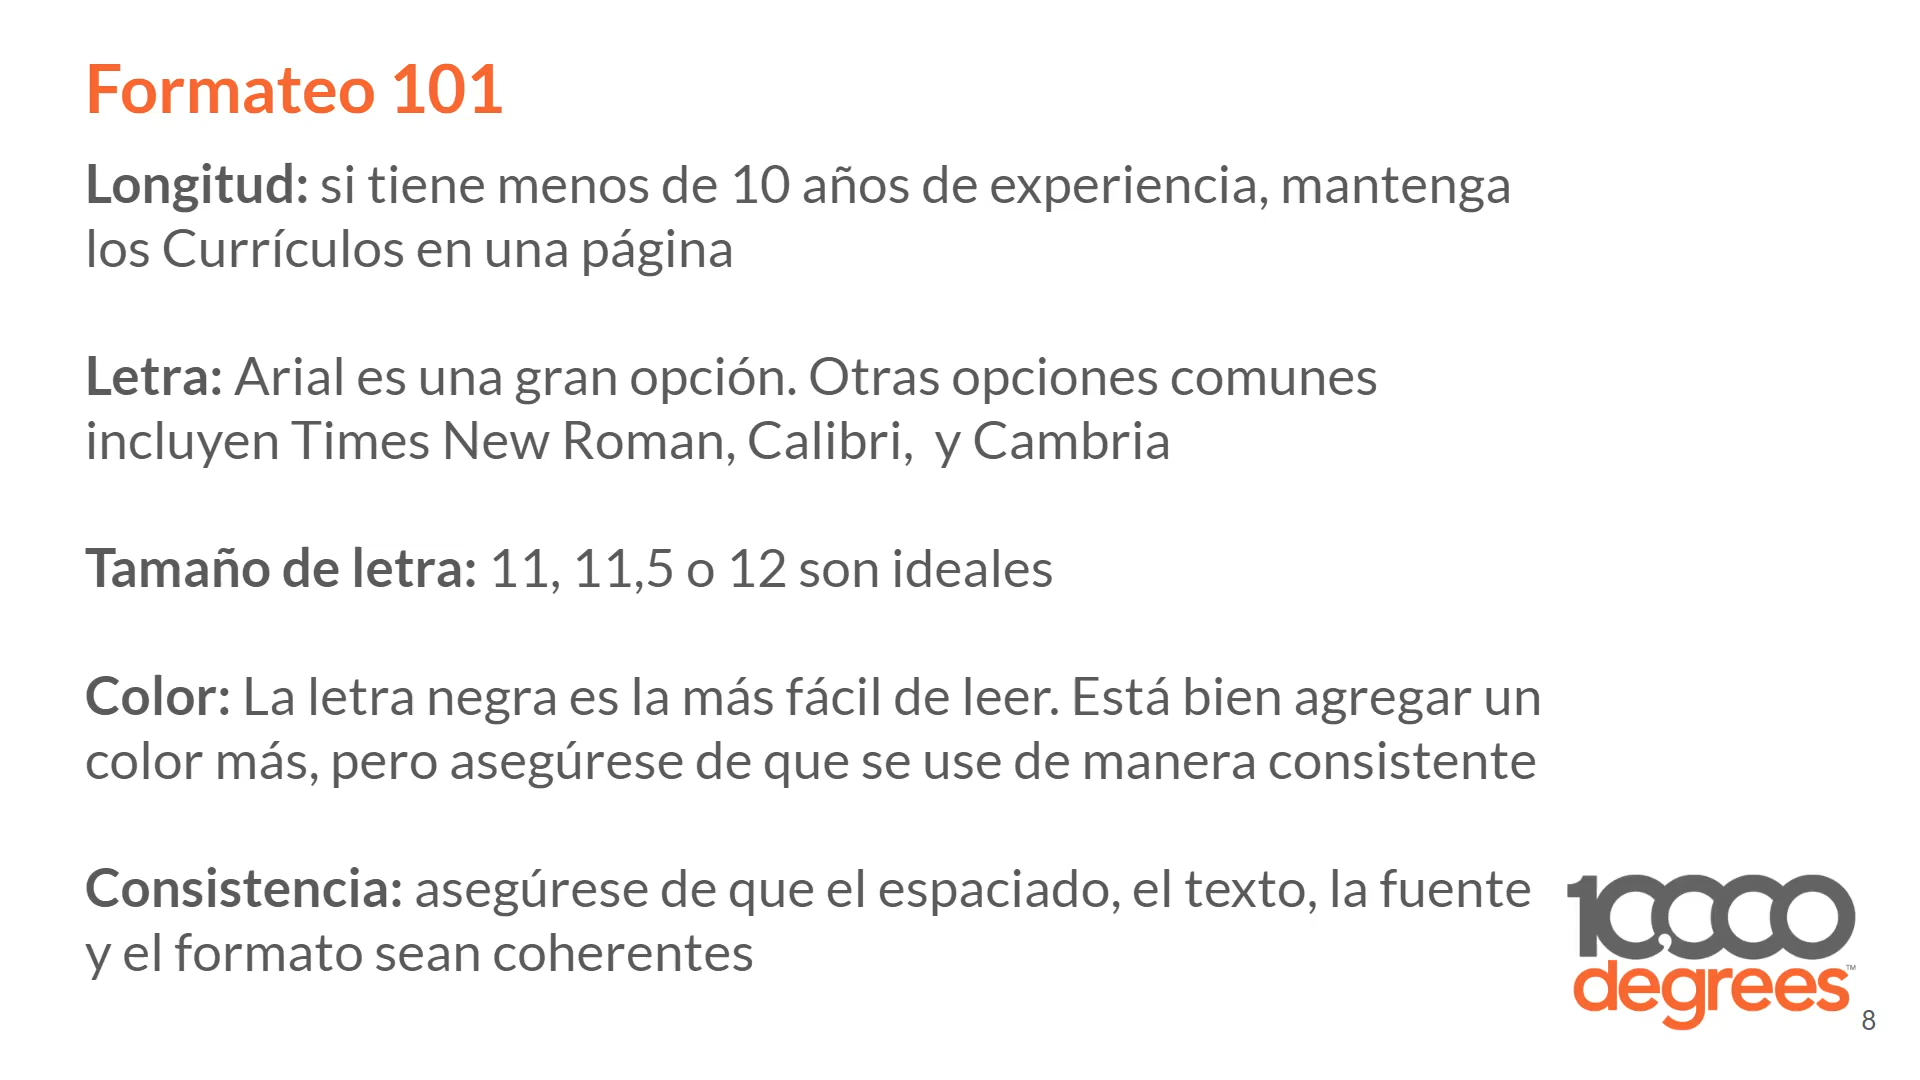 Formateo 101
Longitud: si tiene menos de 10 años de experiencia, mantenga
los Currículos en una página
Letra: Arial es una gran opción. Otras opciones comunes
incluyen Times New Roman, Calibri,  y Cambria
Tamaño de letra: 11, 11,5 o 12 son ideales
Color: La letra negra es la más fácil de leer. Está bien agregar un
color más, pero asegúrese de que se use de manera consistente
Consistencia: asegúrese de que el espaciado, el texto, la fuente
y el formato sean coherentes
10,000
degrees™
8